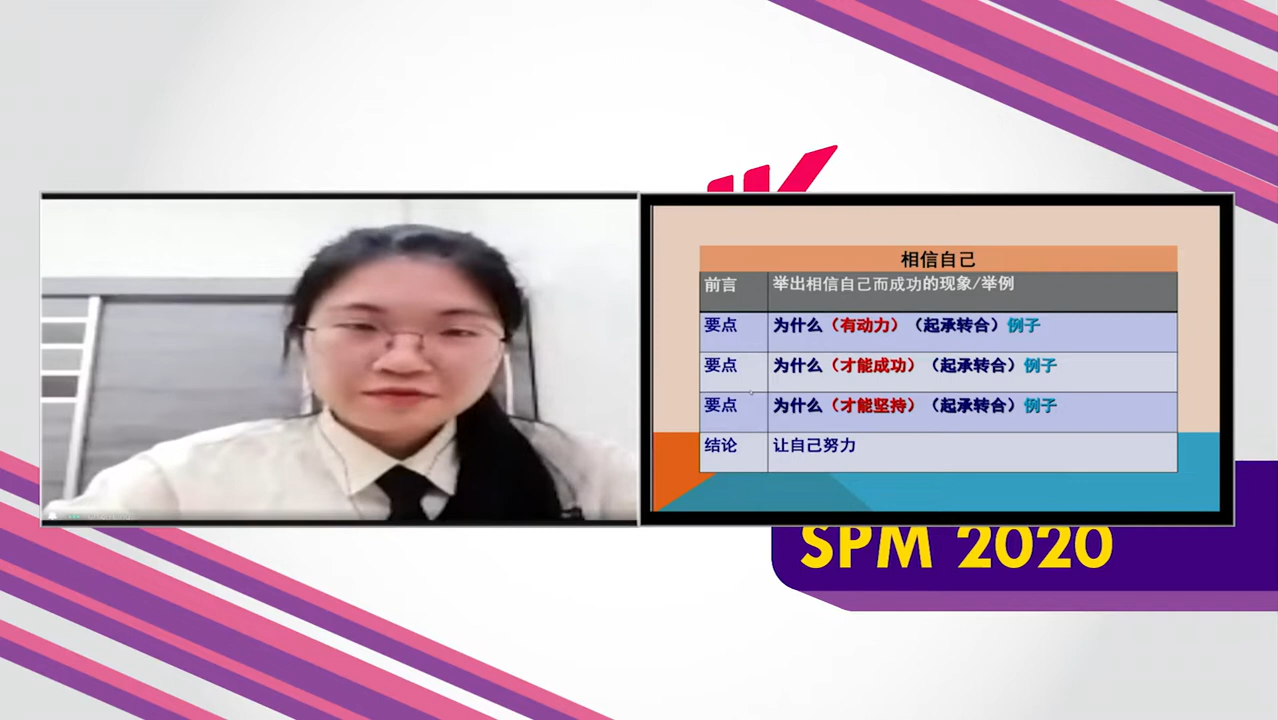 相信自己
前言 举出相信自己而成功的现象/举例
要点 为什么（有动力）（起承转合）例子
要点 为什么（才能成功）（起承转合）例子
要点 为什么（才能坚持）（起承转合）例子
结论 让自己努力
SPM 2020